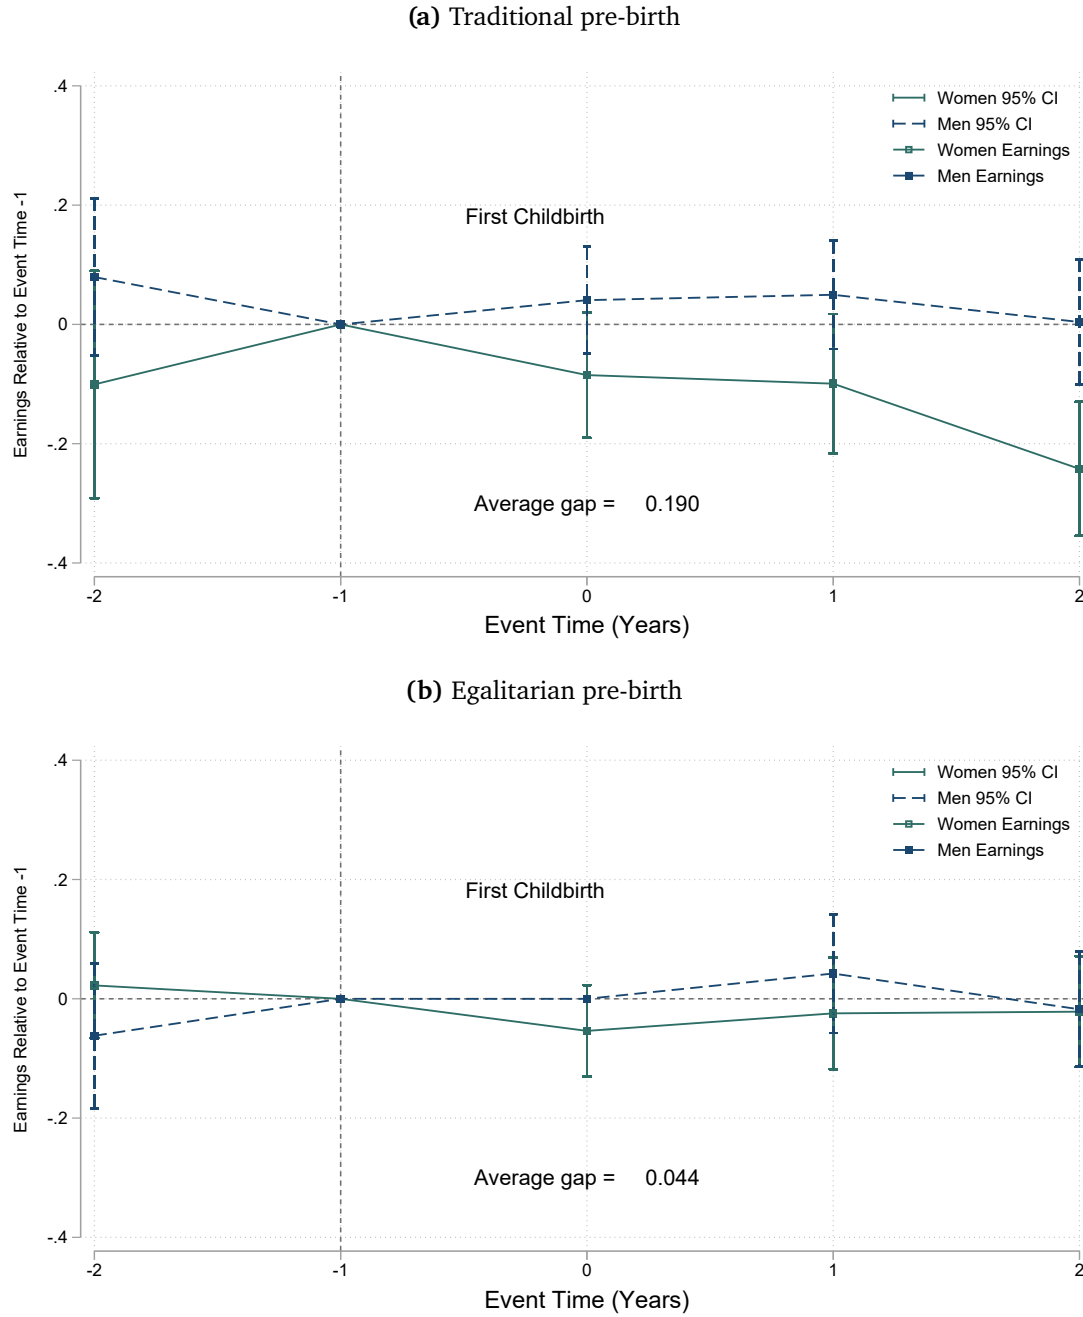 (a) Traditional pre-birth
.4
.2
0
-.2
-.4
Earnings Relative to Event Time -1
Women 95% CI
Men 95% CI
Women Earnings
Men Earnings
First Childbirth
Average gap = 0.190
-2 -1 0 1 2
Event Time (Years)
(b) Egalitarian pre-birth
.4
.2
0
-.2
-.4
Earnings Relative to Event Time -1
Women 95% CI
Men 95% CI
Women Earnings
Men Earnings
First Childbirth
Average gap = 0.044
-2 -1 0 1 2
Event Time (Years)